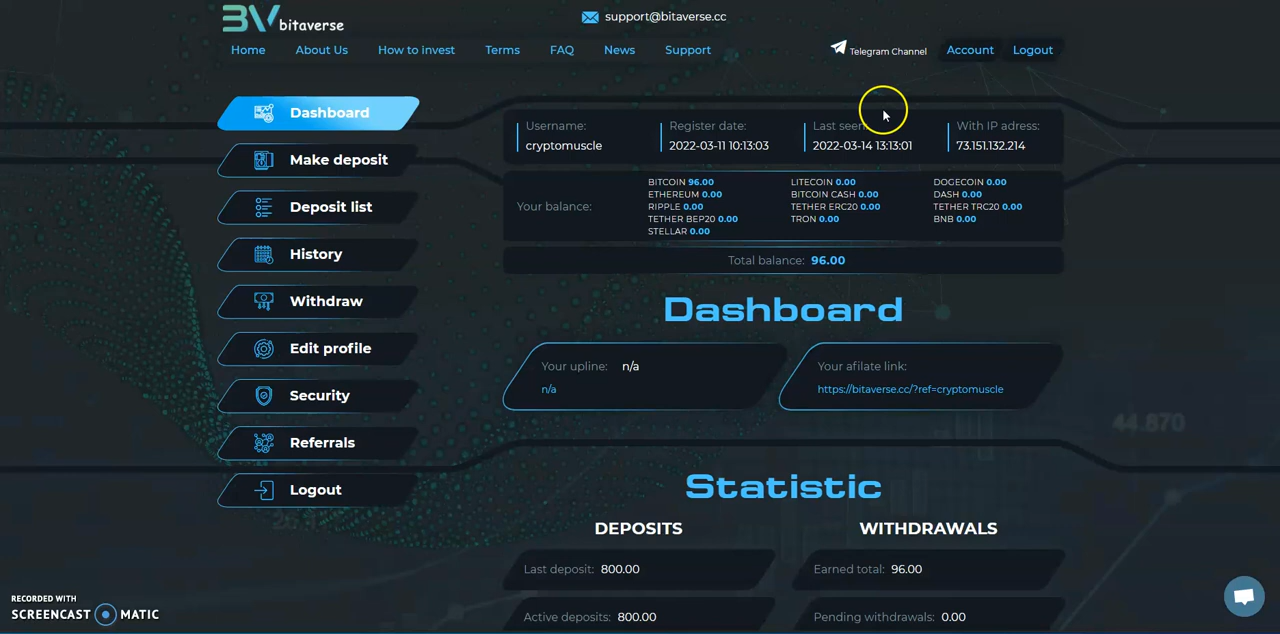 BV bitaverse
support@bitaverse.cc
Home About Us How to invest Terms FAQ News Support
Telegram Channel Account Logout
Dashboard
Make deposit
Deposit list
History
Withdraw
Edit profile
Security
Referrals
Logout
Username: Register date: Last seen With IP adress:
cryptomuscle 2022-03-11 10:13:03 2022-03-14 13:13:01 73.151.132.214
Your balance:
BITCOIN 96.00 LITECOIN 0.00 DOGECOIN 0.00
ETHEREUM 0.00 BITCOIN CASH 0.00 DASH 0.00
RIPPLE 0.00 TETHER ERC20 0.00 TETHER TRC20 0.00
TETHER BEP20 0.00 TRON 0.00 BNB 0.00
STELLAR 0.00
Total balance: 96.00
Dashboard
Your upline: n/a
n/a
Your afilate link:
https://bitaverse.cc/?ref=cryptomuscle
44.870
Statistic
DEPOSITS WITHDRAWALS
Last deposit: 800.00 Earned total: 96.00
Active deposits: 800.00 Pending withdrawals: 0.00
RECORDED WITH
SCREENCAST MATIC